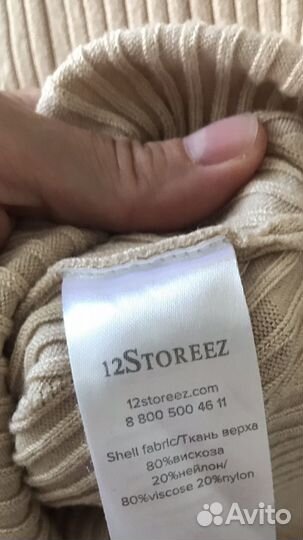 12STOREEZ
12storeez.com
8 800 500 46 11
Shell fabric/Ткань верха
80%вискоза
20%нейлон/
80%viscose 20%nylon
Avito